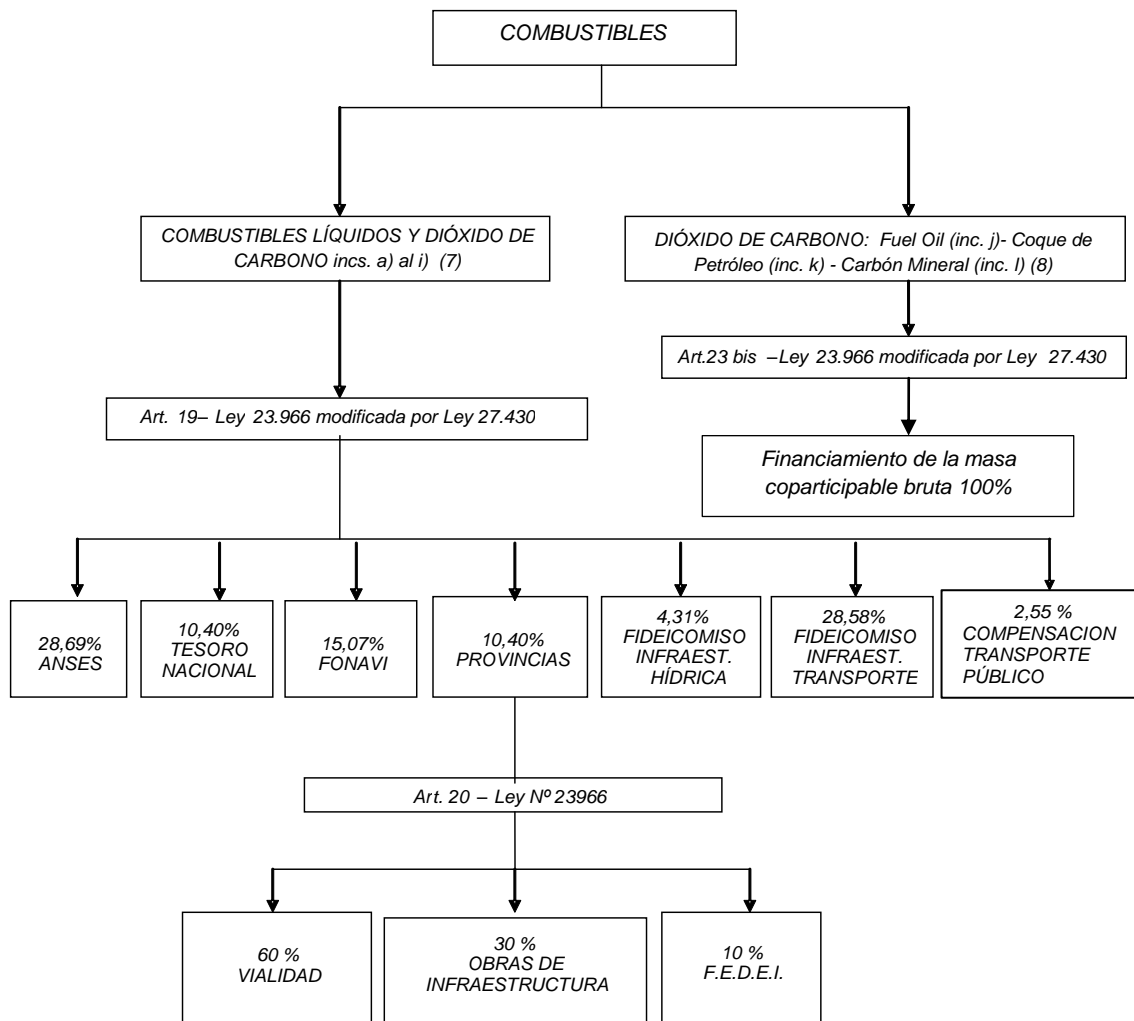 COMBUSTIBLES
COMBUSTIBLES LÍQUIDOS Y DIÓXIDO DE
CARBONO incs. a) al i) (7)
DIÓXIDO DE CARBONO: Fuel Oil (inc. j)- Coque de
Petróleo (inc. k) - Carbón Mineral (inc. l) (8)
Art.23 bis –Ley 23.966 modificada por Ley 27.430
Art. 19– Ley 23.966 modificada por Ley 27.430
Financiamiento de la masa
coparticipable bruta 100%
28,69%
ANSES
10,40%
TESORO
NACIONAL
15,07%
FONAVI
10,40%
PROVINCIAS
4,31%
FIDEICOMISO
INFRAEST.
HÍDRICA
28,58%
FIDEICOMISO
INFRAEST.
TRANSPORTE
2,55 %
COMPENSACION
TRANSPORTE
PÚBLICO
Art. 20 – Ley Nº 23966
60 %
VIALIDAD
30 %
OBRAS DE
INFRAESTRUCTURA
10 %
F.E.D.E.I.